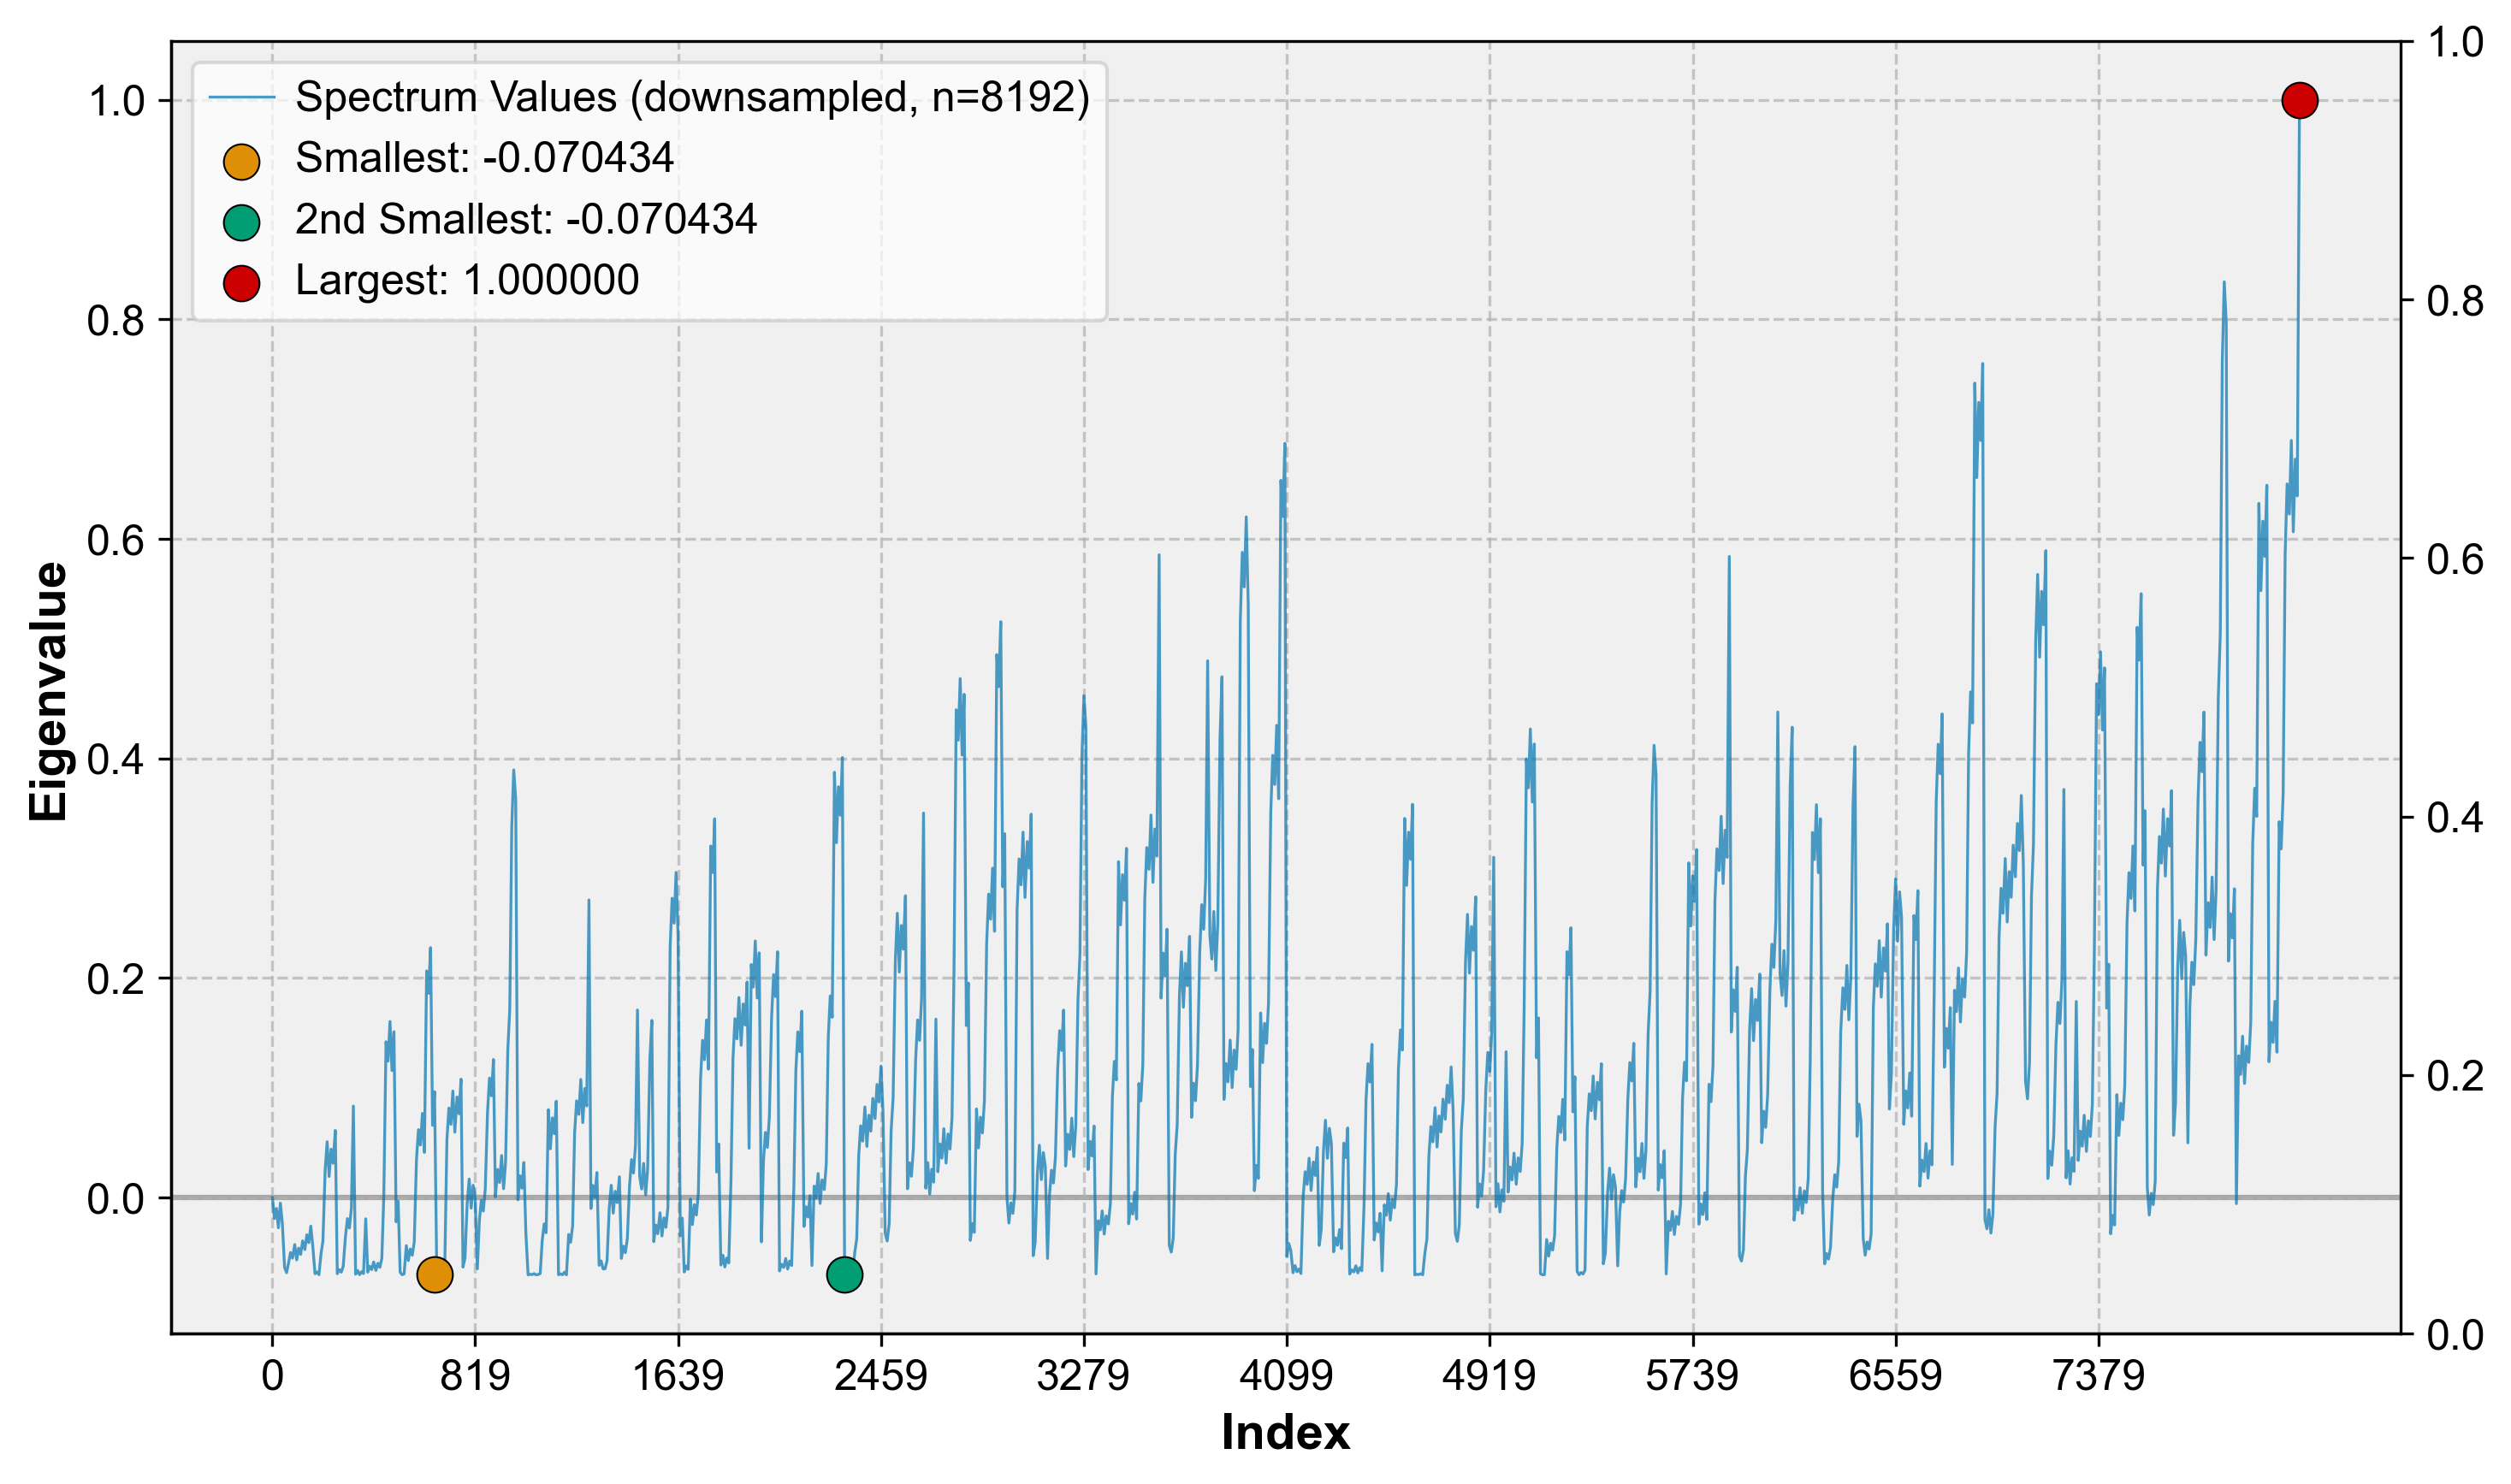 Spectrum Values (downsampled, n=8192)
Smallest: -0.070434
2nd Smallest: -0.070434
Largest: 1.000000
Eigenvalue
1.0
0.8
0.6
0.4
0.2
0.0
1.0
0.8
0.6
0.4
0.2
0.0
0 819 1639 2459 3279 4099 4919 5739 6559 7379
Index